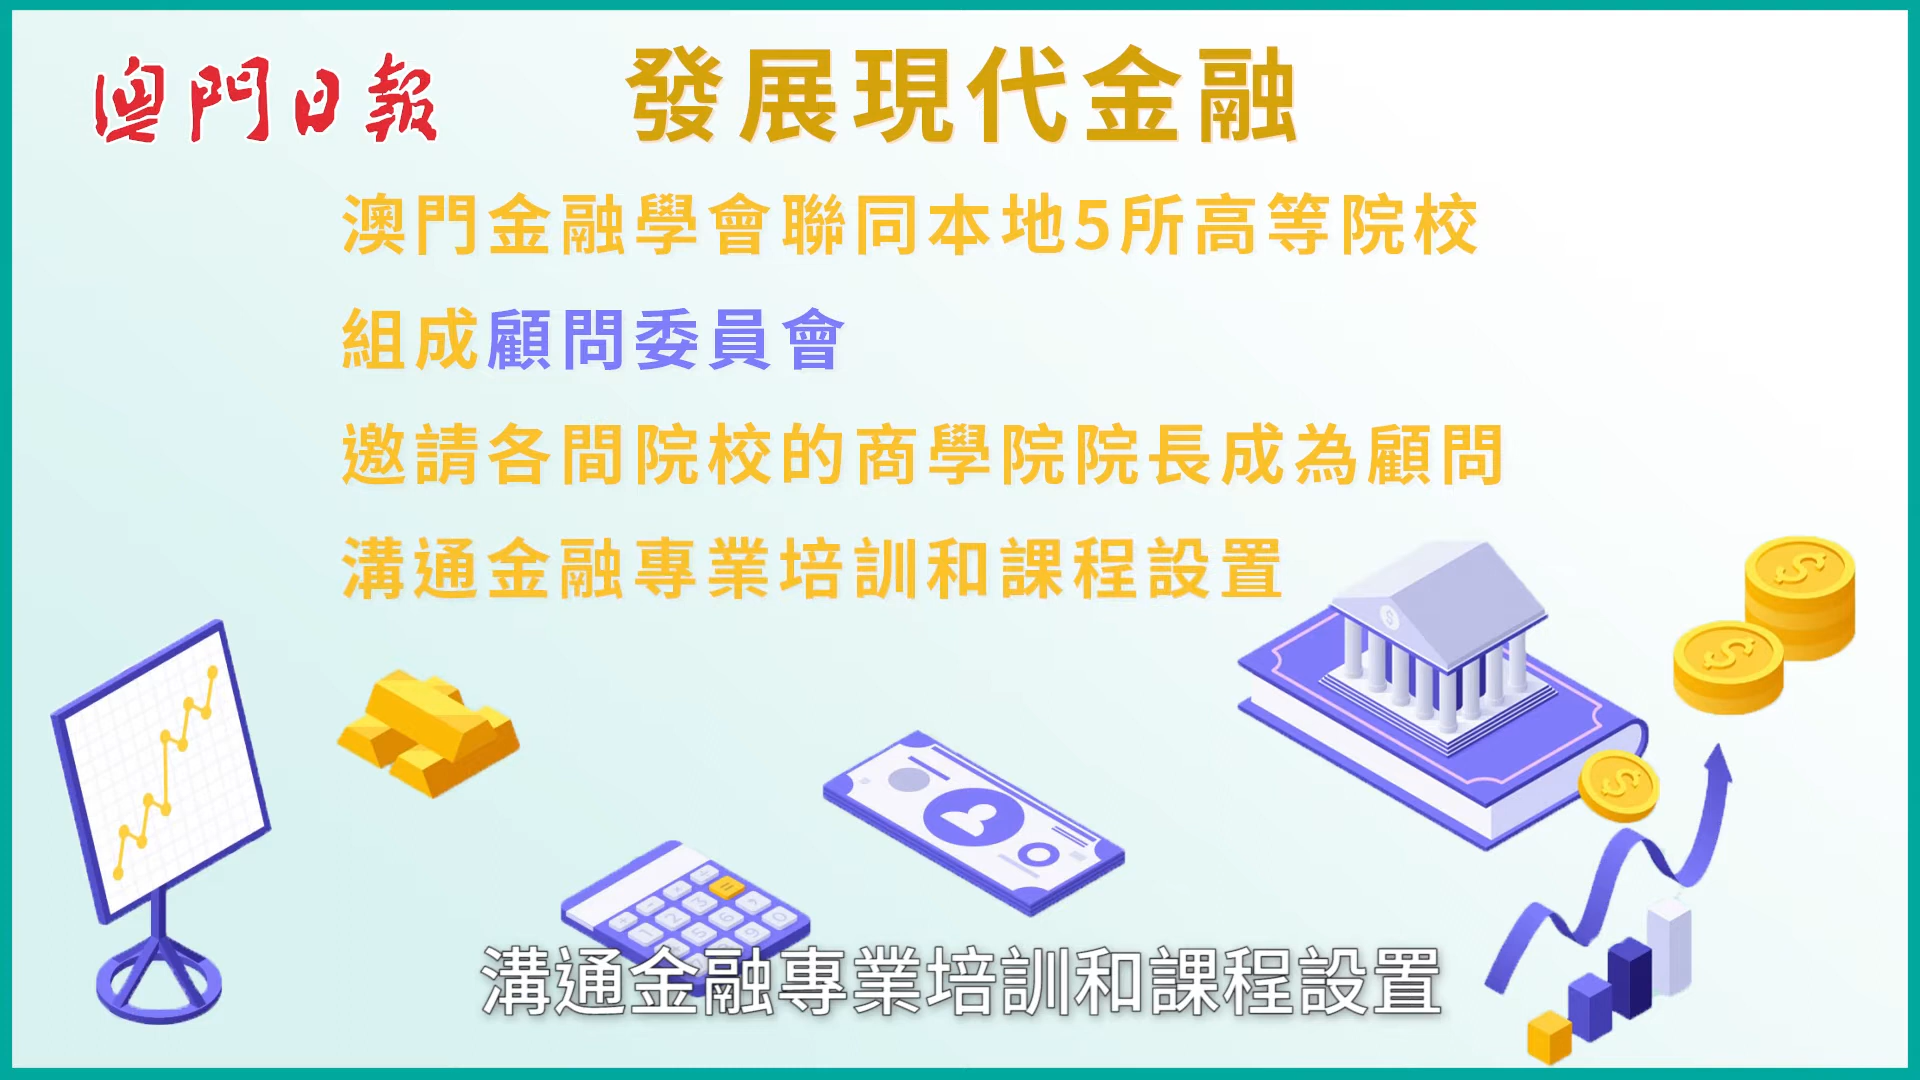 澳門日報
發展現代金融
澳門金融學會聯同本地5所高等院校
組成顧問委員會
邀請各間院校的商學院院長成為顧問
溝通金融專業培訓和課程設置
溝通金融專業培訓和課程設置